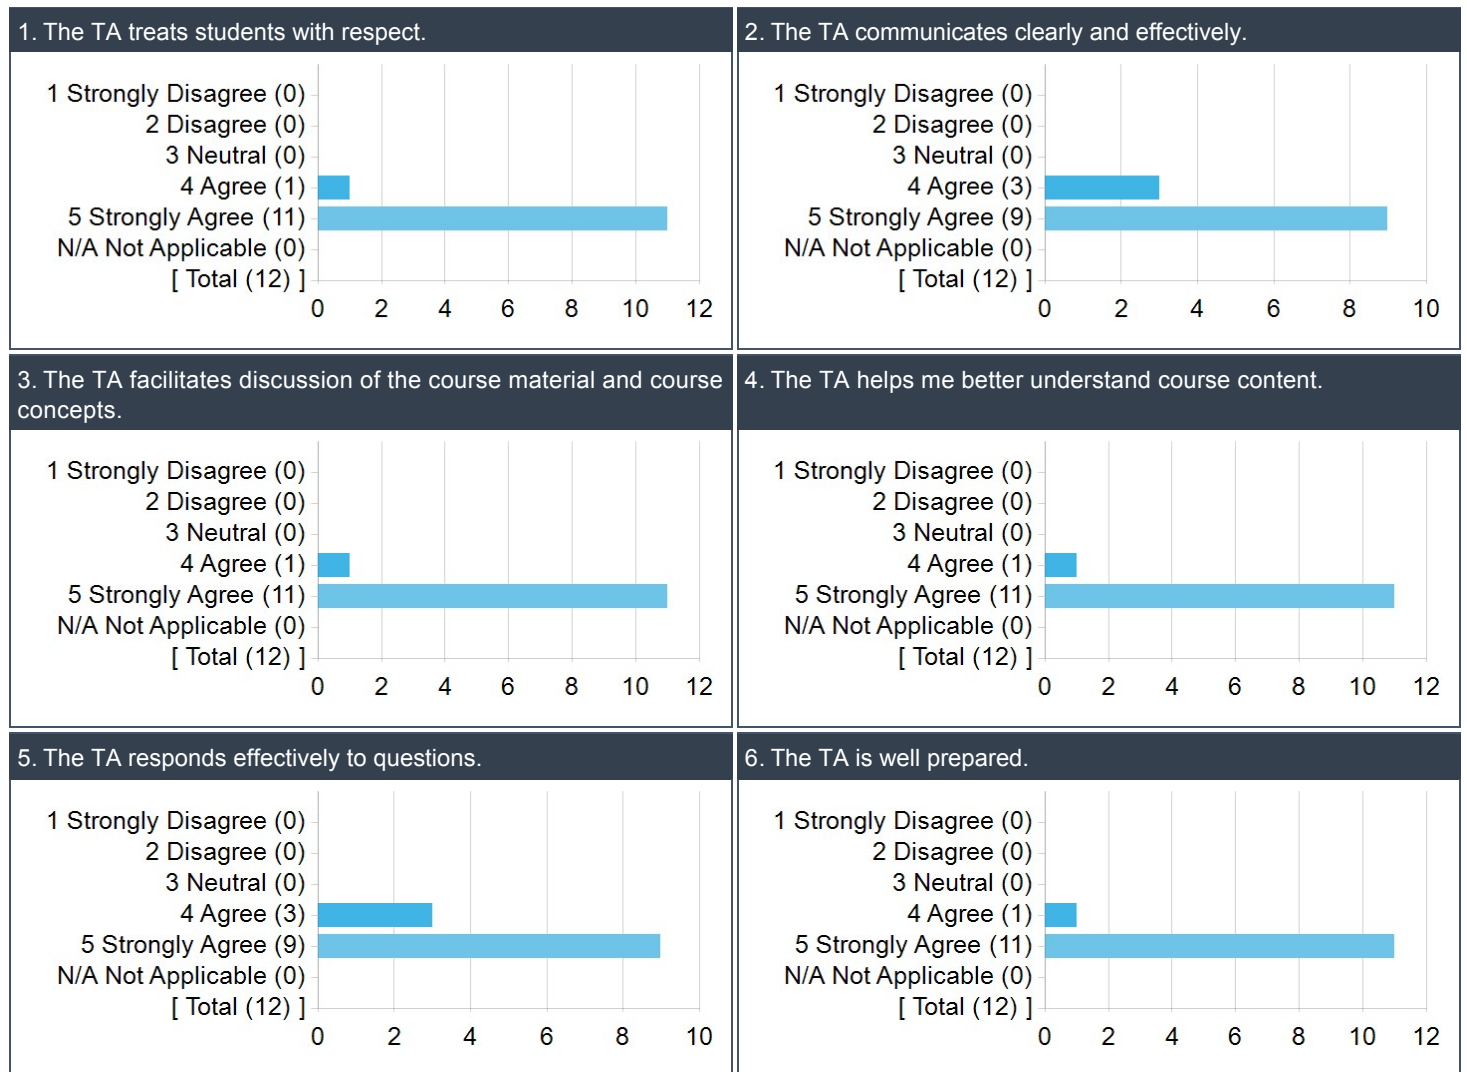 1. The TA treats students with respect.
1 Strongly Disagree (0)
2 Disagree (0)
3 Neutral (0)
4 Agree (1)
5 Strongly Agree (11)
N/A Not Applicable (0)
[ Total (12) ]
0 2 4 6 8 10 12
2. The TA communicates clearly and effectively.
1 Strongly Disagree (0)
2 Disagree (0)
3 Neutral (0)
4 Agree (3)
5 Strongly Agree (9)
N/A Not Applicable (0)
[ Total (12) ]
0 2 4 6 8 10
3. The TA facilitates discussion of the course material and course
concepts.
1 Strongly Disagree (0)
2 Disagree (0)
3 Neutral (0)
4 Agree (1)
5 Strongly Agree (11)
N/A Not Applicable (0)
[ Total (12) ]
0 2 4 6 8 10 12
4. The TA helps me better understand course content.
1 Strongly Disagree (0)
2 Disagree (0)
3 Neutral (0)
4 Agree (1)
5 Strongly Agree (11)
N/A Not Applicable (0)
[ Total (12) ]
0 2 4 6 8 10 12
5. The TA responds effectively to questions.
1 Strongly Disagree (0)
2 Disagree (0)
3 Neutral (0)
4 Agree (3)
5 Strongly Agree (9)
N/A Not Applicable (0)
[ Total (12) ]
0 2 4 6 8 10
6. The TA is well prepared.
1 Strongly Disagree (0)
2 Disagree (0)
3 Neutral (0)
4 Agree (1)
5 Strongly Agree (11)
N/A Not Applicable (0)
[ Total (12) ]
0 2 4 6 8 10 12